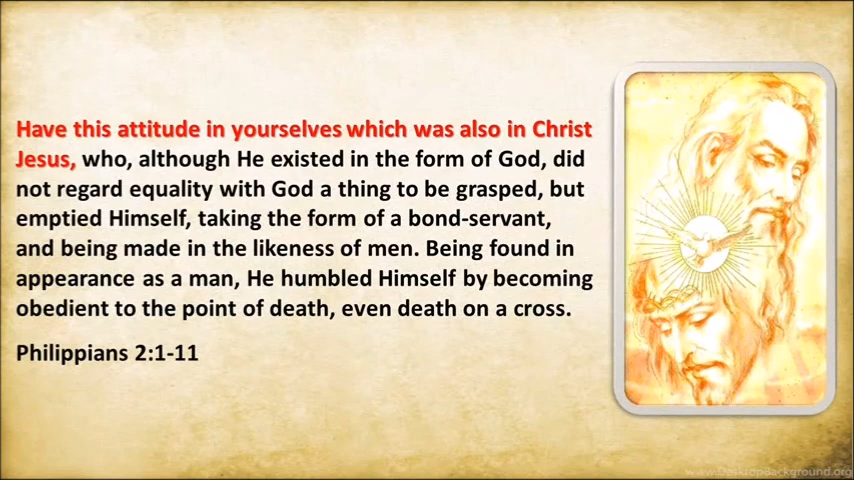 Have this attitude in yourselves which was also in Christ
Jesus, who, although He existed in the form of God, did
not regard equality with God a thing to be grasped, but
emptied Himself, taking the form of a bond-servant,
and being made in the likeness of men. Being found in
appearance as a man, He humbled Himself by becoming
obedient to the point of death, even death on a cross.
Philippians 2:1-11
www.DesktopBackground.org